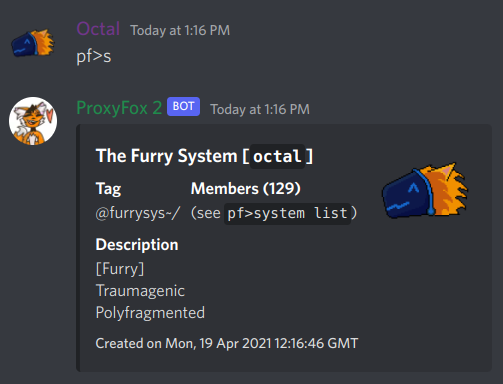 Octal Today at 1:16 PM
pf>s
ProxyFox 2 BOT Today at 1:16 PM
The Furry System [octal]
Tag Members (129)
@furrysys~/ (see pf>system list)
Description
[Furry]
Traumagenic
Polyfragmented
Created on Mon, 19 Apr 2021 12:16:46 GMT